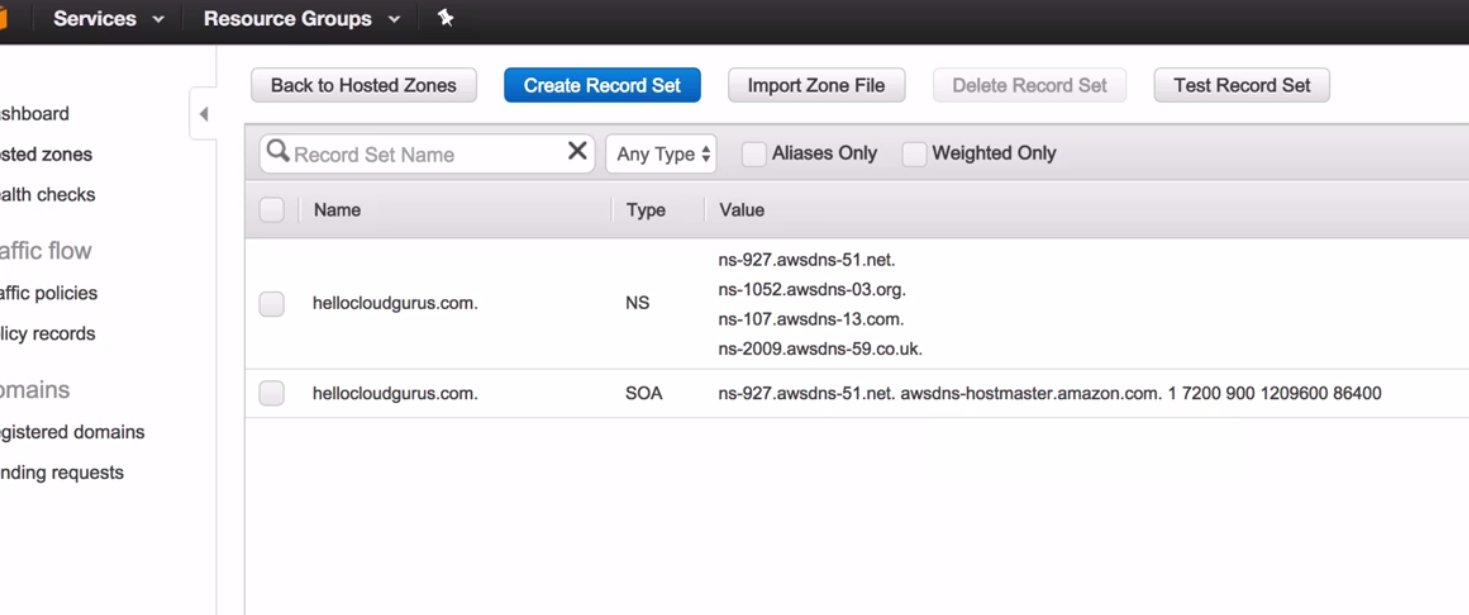 Services
Resource Groups
shboard
sted zones
alth checks
affic flow
affic policies
licy records
omains
gistered domains
nding requests
Back to Hosted Zones
Create Record Set
Import Zone File
Delete Record Set
Test Record Set
Record Set Name
Any Type
Aliases Only
Weighted Only
Name Type Value
hellocloudgurus.com. NS
ns-927.awsdns-51.net.
ns-1052.awsdns-03.org.
ns-107.awsdns-13.com.
ns-2009.awsdns-59.co.uk.
hellocloudgurus.com. SOA ns-927.awsdns-51.net. awsdns-hostmaster.amazon.com. 1 7200 900 1209600 86400